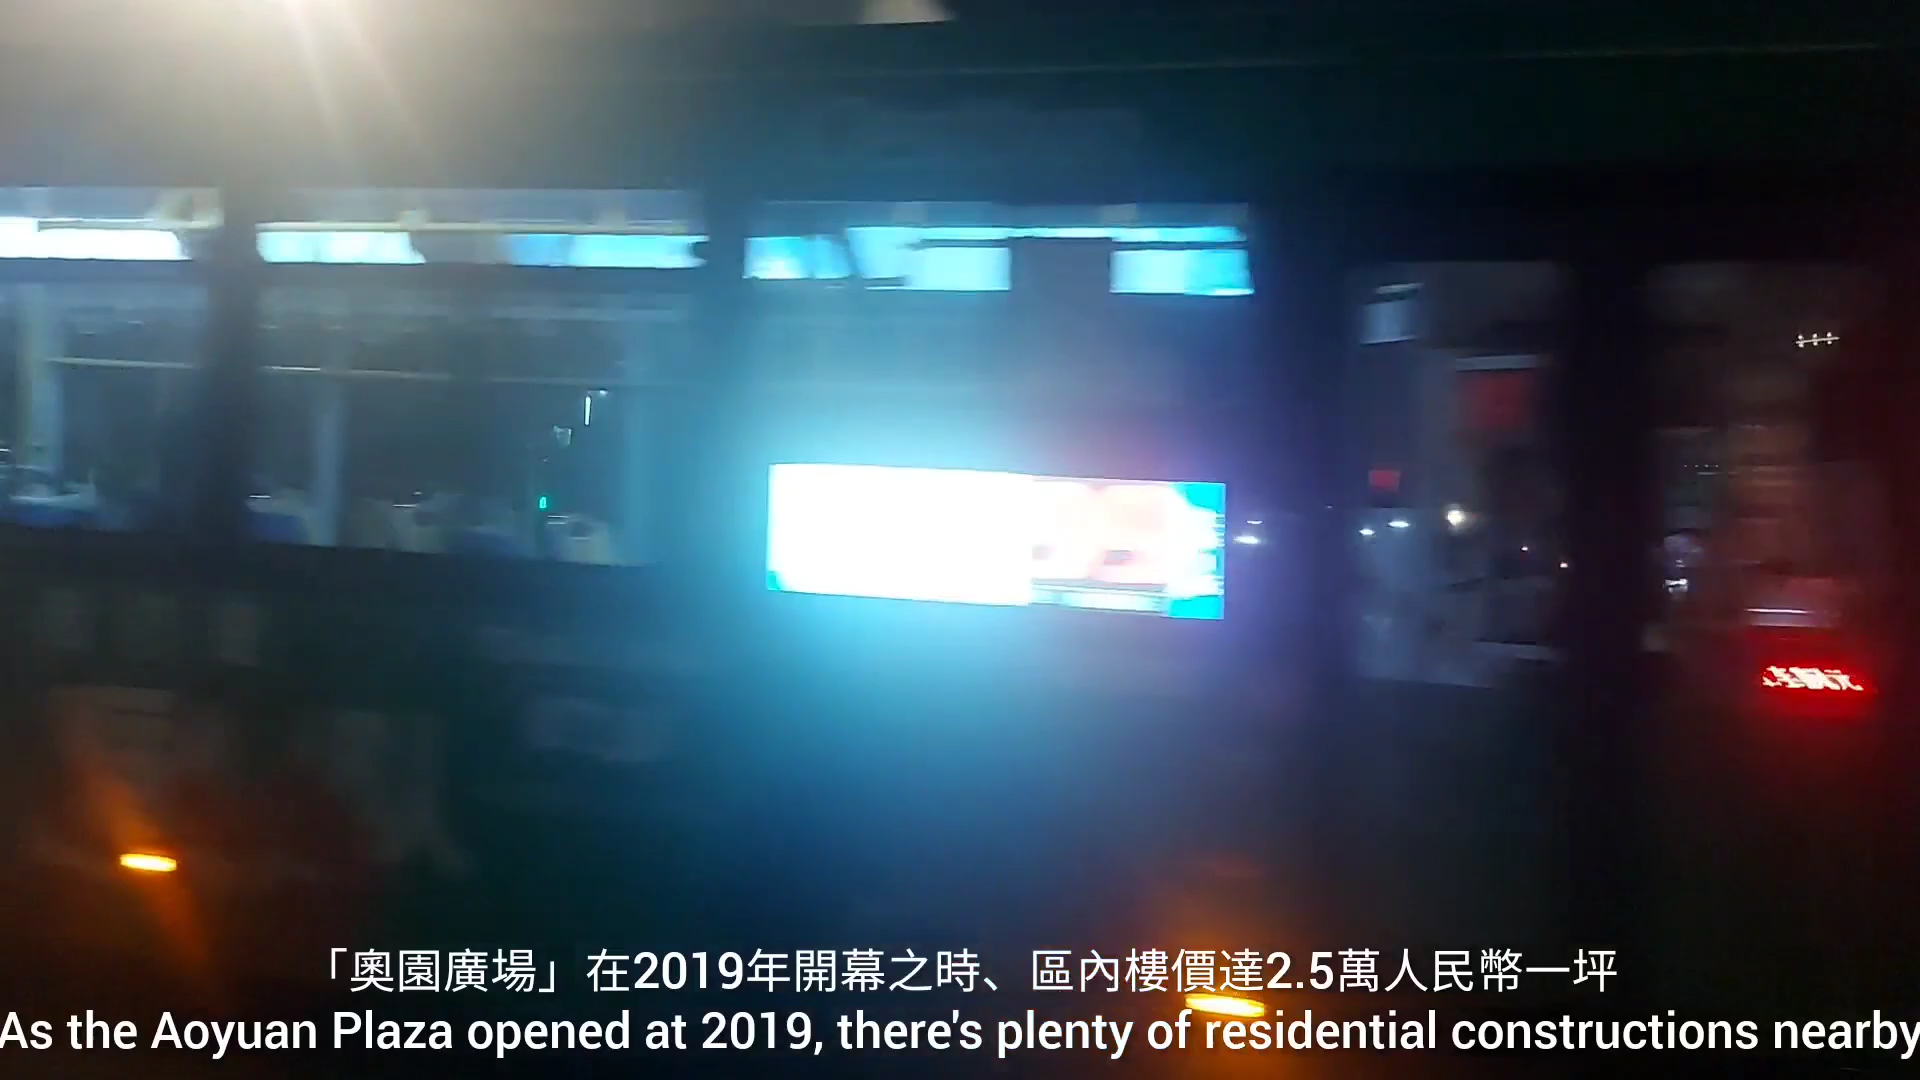 「奧園廣場」在2019年開幕之時、區內樓價達2.5萬人民幣一坪
As the Aoyuan Plaza opened at 2019, there's plenty of residential constructions nearby